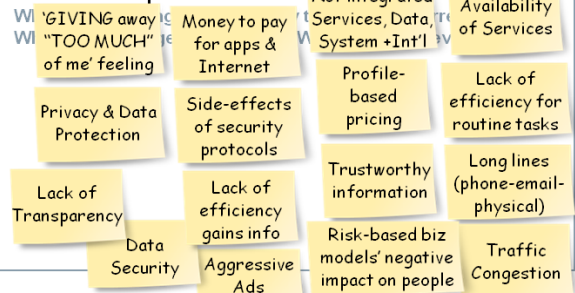 'GIVING away
"TOO MUCH"
of me' feeling
Money to pay
for apps &
Internet
Services, Data,
System +Int'l
Availability
of Services
Privacy & Data
Protection
Side-effects
of security
protocols
Profile-
based
pricing
Lack of
efficiency for
routine tasks
Lack of
Transparency
Lack of
efficiency
gains info
Trustworthy
information
Long lines
(phone-email-
physical)
Data
Security
Aggressive
Ads
Risk-based biz
models' negative
impact on people
Traffic
Congestion